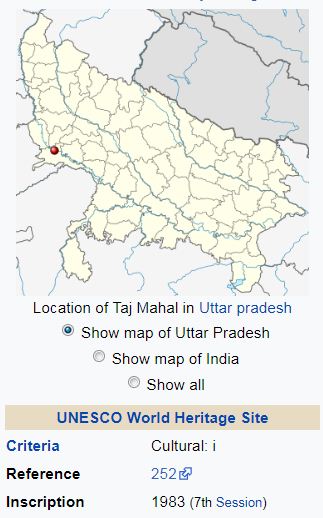 Location of Taj Mahal in Uttar pradesh
Show map of Uttar Pradesh
Show map of India
Show all
UNESCO World Heritage Site
Criteria Cultural: i
Reference 252
Inscription 1983 (7th Session)